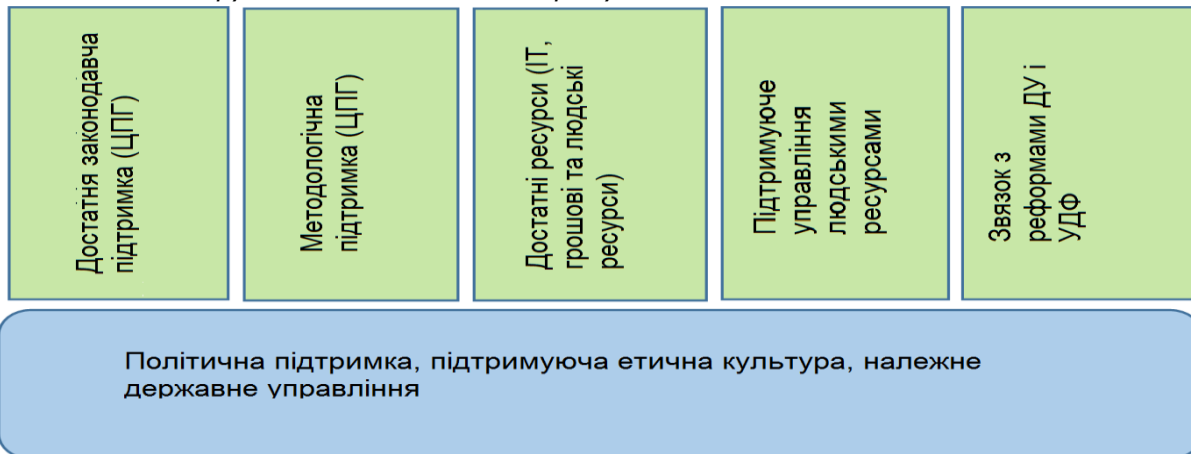 Достатня законодавча
підтримка (ЦПГ)
Методологічна
підтримка (ЦПГ)
Достатні ресурси (ІТ,
грошові та людські
ресурси)
Підтримуюче
управління
людськими
ресурсами
Звязок з
реформами ДУ і
УДФ
Політична підтримка, підтримуюча етична культура, належне
державне управління